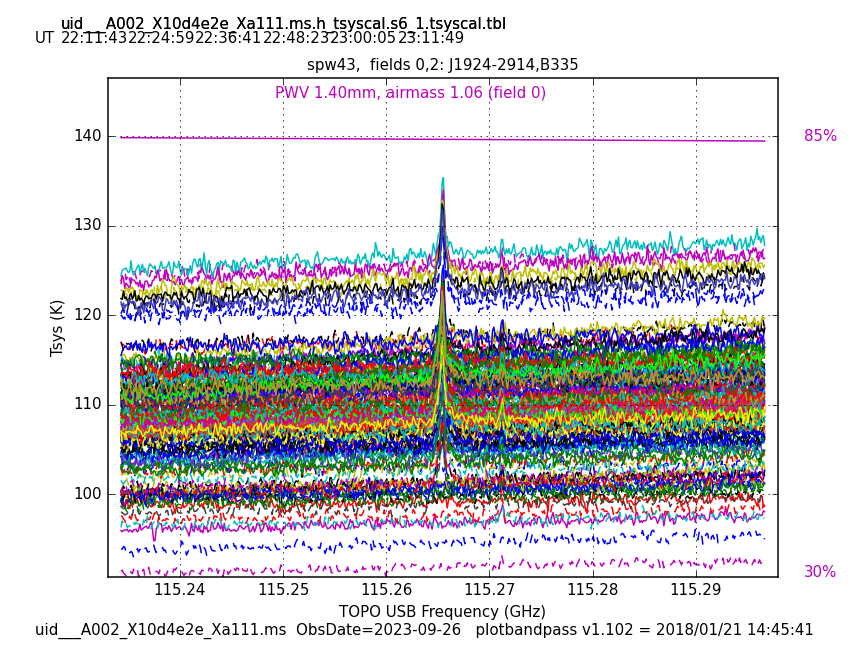 uid___A002_X10d4e2e_Xa111.ms.h_tsyscal.s6_1.tsyscal.tbl
UT 22:11:43 22:24:59 22:36:41 22:48:23 23:00:05 23:11:49
spw43, fields 0,2: J1924-2914,B335
PWV 1.40mm, airmass 1.06 (field 0)
85%
140
130
120
110
100
Tsys (K)
30%
115.24 115.25 115.26 115.27 115.28 115.29
TOPO USB Frequency (GHz)
uid___A002_X10d4e2e_Xa111.ms ObsDate=2023-09-26 plotbandpass v1.102 = 2018/01/21 14:45:41